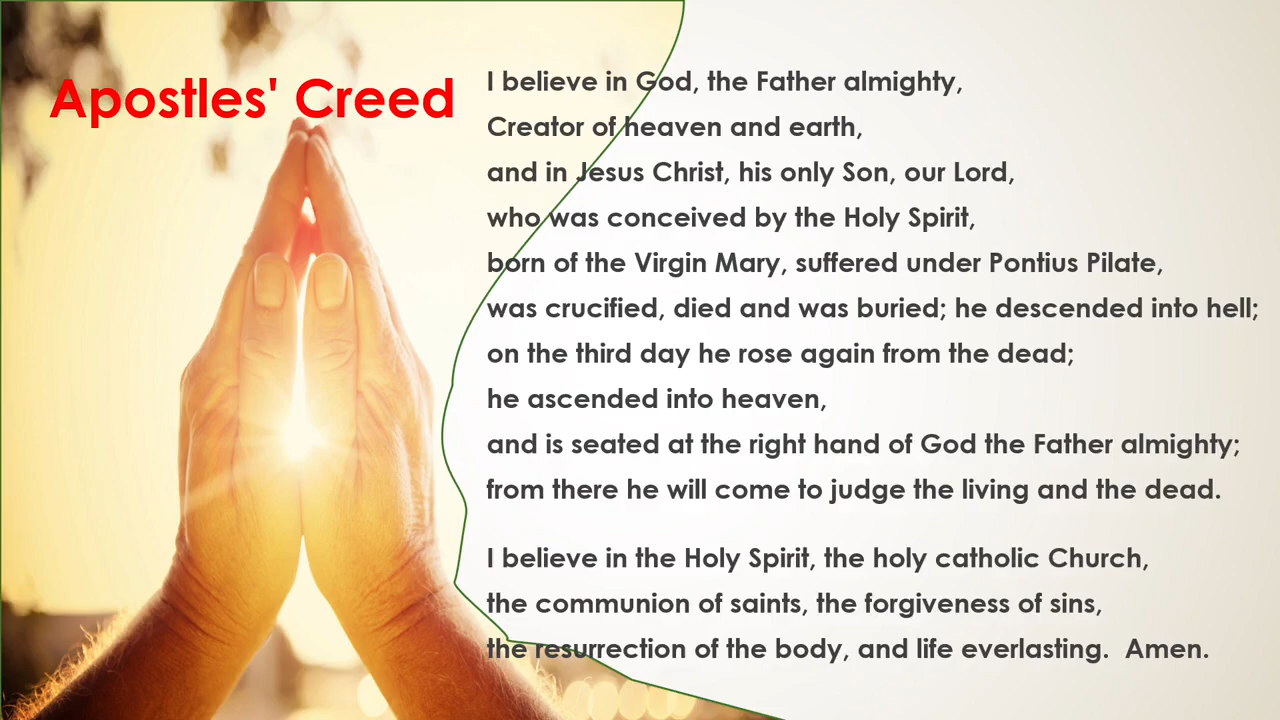 Apostles' Creed
I believe in God, the Father almighty,
Creator of heaven and earth,
and in Jesus Christ, his only Son, our Lord,
who was conceived by the Holy Spirit,
born of the Virgin Mary, suffered under Pontius Pilate,
was crucified, died and was buried; he descended into hell;
on the third day he rose again from the dead;
he ascended into heaven,
and is seated at the right hand of God the Father almighty;
from there he will come to judge the living and the dead.
I believe in the Holy Spirit, the holy catholic Church,
the communion of saints, the forgiveness of sins,
the resurrection of the body, and life everlasting.  Amen.